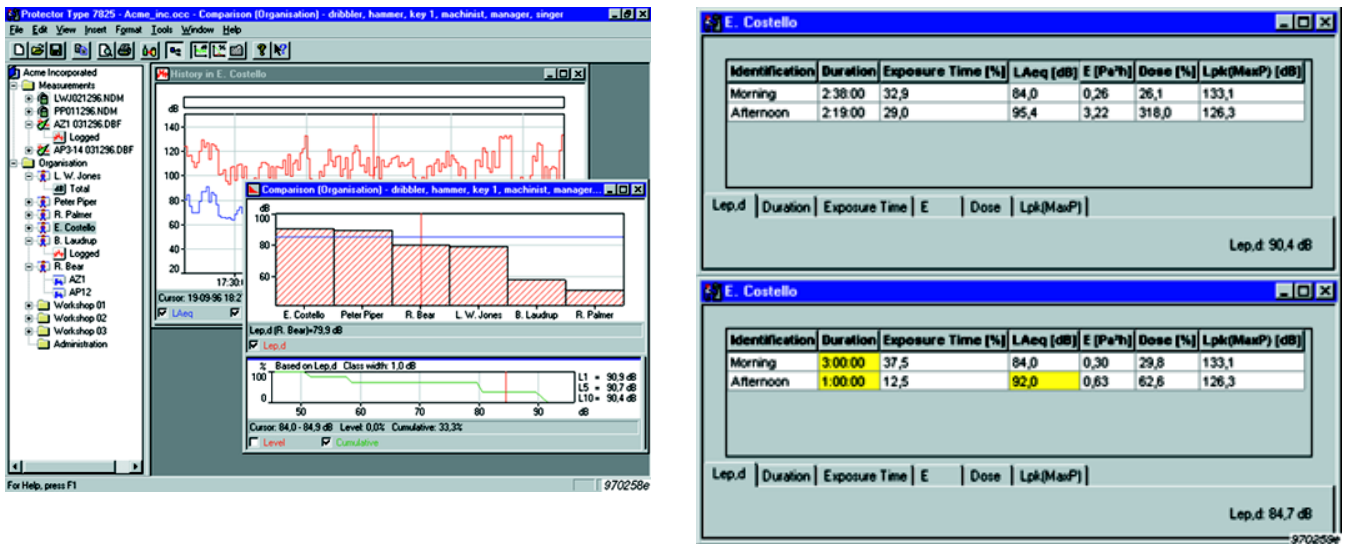 Protector Type 7825 - Acme_inc.occ - Comparison (Organisation) - dribbler, hammer, key 1, machinist, manager, singer
File Edit View Insert Format Tools Window Help
Acme Incorporated
Measurements
LWJ021296.NDM
PP011296.NDM
AZ1 031296.DBF
Logged
AP3-14 031296.DBF
Organisation
L. W. Jones
Total
Peter Piper
R. Palmer
E. Costello
B. Laudrup
Logged
R. Bear
AZ1
AP12
Workshop 01
Workshop 02
Workshop 03
Administration
For Help, press F1
History in E. Costello
dB
140
120
100
80
60
40
20
17:30:
Cursor: 19-09-96 18:2
LAeq
Comparison (Organisation) - dribbler, hammer, key 1, machinist, manager...
dB
100
80
60
E. Costello Peter Piper R. Bear L. W. Jones B. Laudrup R. Palmer
Lep,d (R. Bear)=79,9 dB
Lep,d
% Based on Lep,d Class width: 1,0 dB
100
0
50 60 70 80 90 dB
L1 = 90,9 dB
L5 = 90,7 dB
L10 = 90,4 dB
Cursor: 84,0 - 84,9 dB Level: 0,0% Cumulative: 33,3%
Level Cumulative
970258e
E. Costello
Identification Duration Exposure Time [%] LAeq [dB] E [Pa²h] Dose [%] Lpk(MaxP) [dB]
Morning 2:38:00 32,9 84,0 0,26 26,1 133,1
Afternoon 2:19:00 29,0 95,4 3,22 318,0 126,3
Lep,d Duration Exposure Time E Dose Lpk(MaxP)
Lep,d: 90,4 dB
E. Costello
Identification Duration Exposure Time [%] LAeq [dB] E [Pa²h] Dose [%] Lpk(MaxP) [dB]
Morning 3:00:00 37,5 84,0 0,30 29,8 133,1
Afternoon 1:00:00 12,5 92,0 0,63 62,6 126,3
Lep,d Duration Exposure Time E Dose Lpk(MaxP)
Lep,d: 84,7 dB
970259e